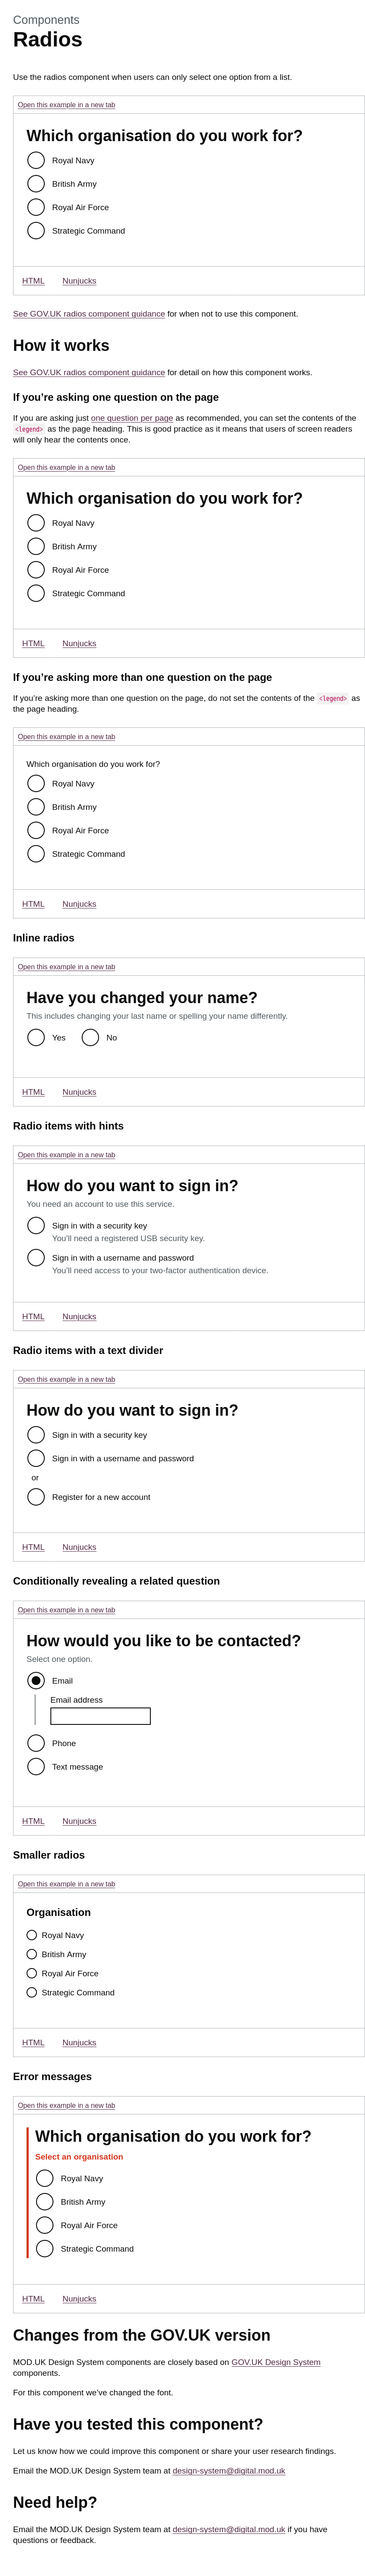 Components
Radios
Use the radios component when users can only select one option from a list.
Open this example in a new tab
Which organisation do you work for?
Royal Navy
British Army
Royal Air Force
Strategic Command
HTML Nunjucks
See GOV.UK radios component guidance for when not to use this component.
How it works
See GOV.UK radios component guidance for detail on how this component works.
If you’re asking one question on the page
If you are asking just one question per page as recommended, you can set the contents of the
<legend> as the page heading. This is good practice as it means that users of screen readers
will only hear the contents once.
Open this example in a new tab
Which organisation do you work for?
Royal Navy
British Army
Royal Air Force
Strategic Command
HTML Nunjucks
If you’re asking more than one question on the page
If you’re asking more than one question on the page, do not set the contents of the <legend> as
the page heading.
Open this example in a new tab
Which organisation do you work for?
Royal Navy
British Army
Royal Air Force
Strategic Command
HTML Nunjucks
Inline radios
Open this example in a new tab
Have you changed your name?
This includes changing your last name or spelling your name differently.
Yes No
HTML Nunjucks
Radio items with hints
Open this example in a new tab
How do you want to sign in?
You need an account to use this service.
Sign in with a security key
You’ll need a registered USB security key.
Sign in with a username and password
You’ll need access to your two-factor authentication device.
HTML Nunjucks
Radio items with a text divider
Open this example in a new tab
How do you want to sign in?
Sign in with a security key
Sign in with a username and password
or
Register for a new account
HTML Nunjucks
Conditionally revealing a related question
Open this example in a new tab
How would you like to be contacted?
Select one option.
Email
Email address
Phone
Text message
HTML Nunjucks
Smaller radios
Open this example in a new tab
Organisation
Royal Navy
British Army
Royal Air Force
Strategic Command
HTML Nunjucks
Error messages
Open this example in a new tab
Which organisation do you work for?
Select an organisation
Royal Navy
British Army
Royal Air Force
Strategic Command
HTML Nunjucks
Changes from the GOV.UK version
MOD.UK Design System components are closely based on GOV.UK Design System
components.
For this component we’ve changed the font.
Have you tested this component?
Let us know how we could improve this component or share your user research findings.
Email the MOD.UK Design System team at design-system@digital.mod.uk
Need help?
Email the MOD.UK Design System team at design-system@digital.mod.uk if you have
questions or feedback.